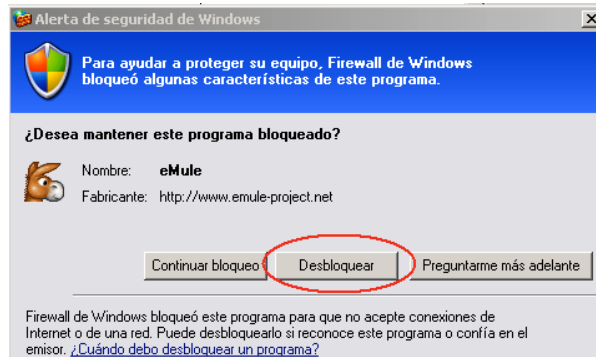 Alerta de seguridad de Windows
Para ayudar a proteger su equipo, Firewall de Windows
bloqueó algunas características de este programa.
¿Desea mantener este programa bloqueado?
Nombre: eMule
Fabricante: http://www.emule-project.net
Continuar bloqueo Desbloquear Preguntarme más adelante
Firewall de Windows bloqueó este programa para que no acepte conexiones de
Internet o de una red. Puede desbloquearlo si reconoce este programa o confía en el
emisor. ¿Cuándo debo desbloquear un programa?